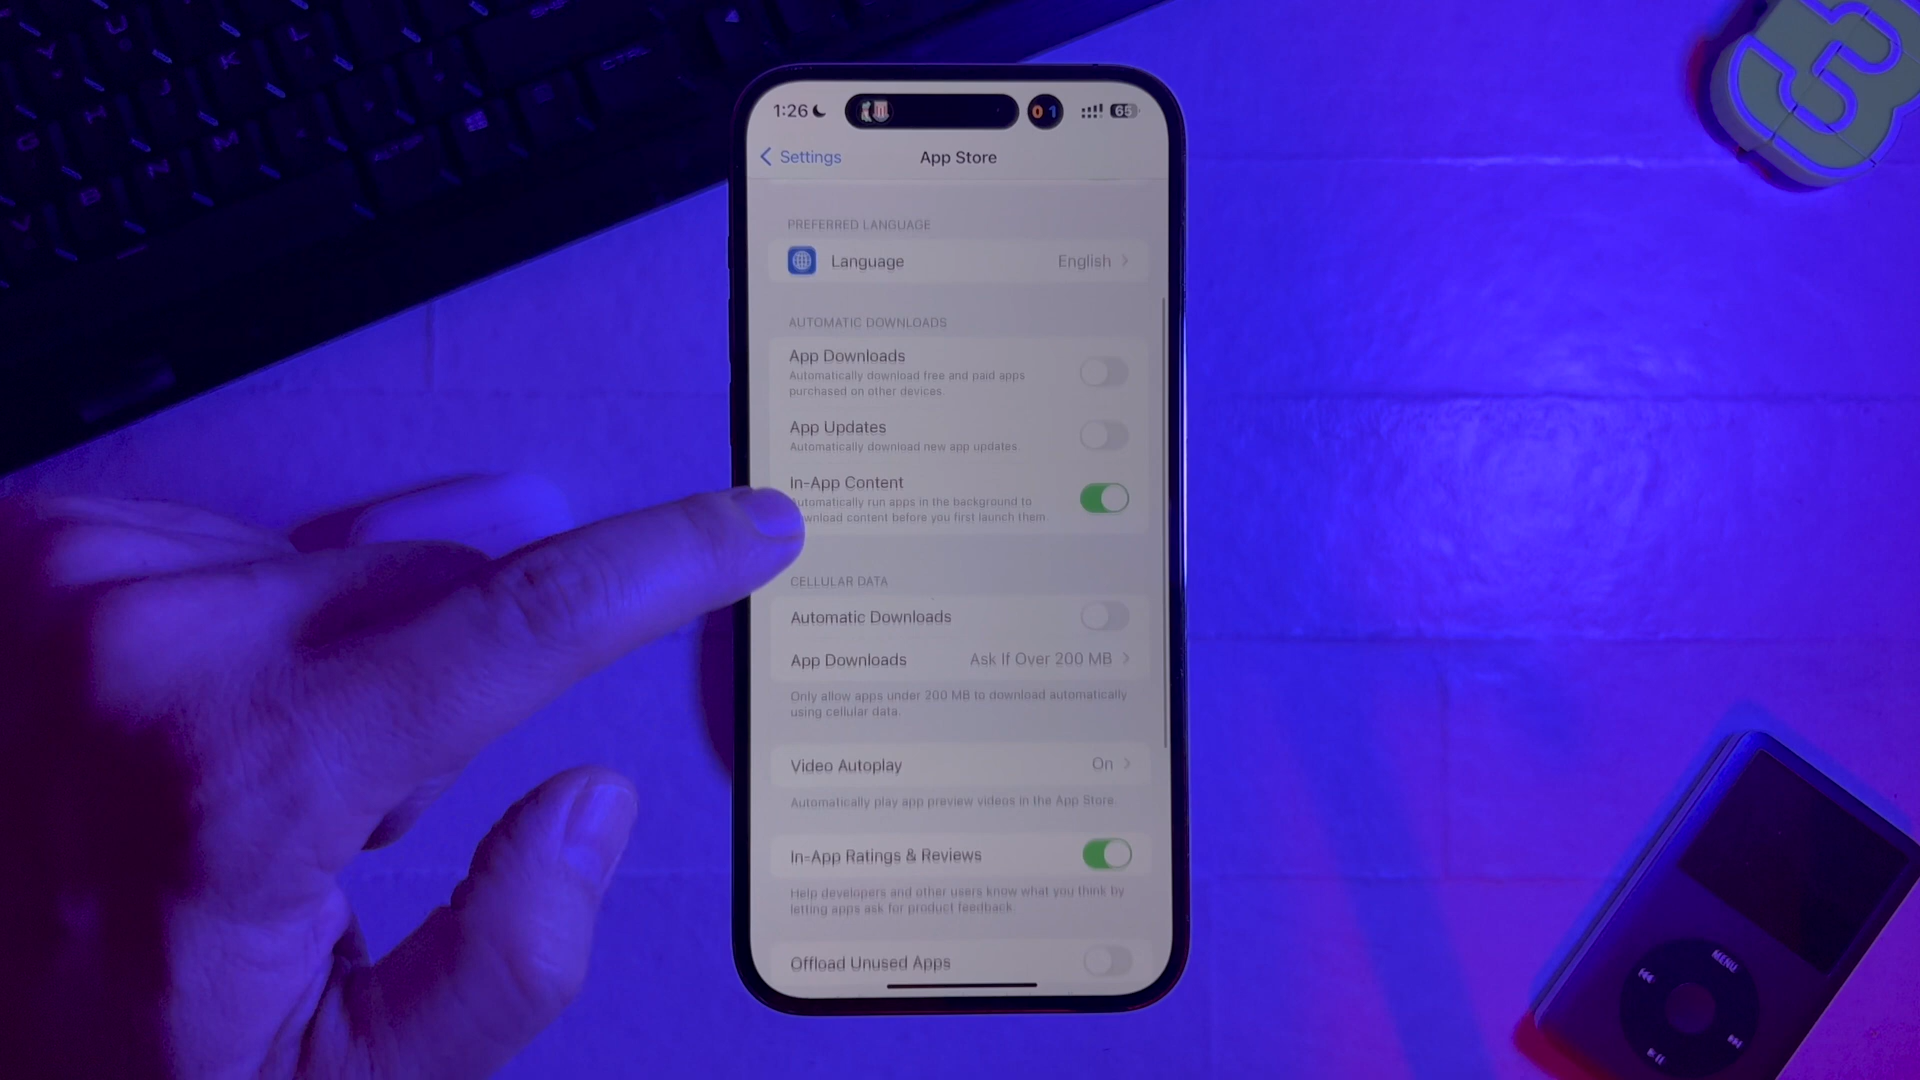 1:26
0 1
65
Settings
App Store
PREFERRED LANGUAGE
Language
English
AUTOMATIC DOWNLOADS
App Downloads
Automatically download free and paid apps
purchased on other devices.
App Updates
Automatically download new app updates
In-App Content
Automatically run apps in the background to
download content before you first launch them
CELLULAR DATA
Automatic Downloads
App Downloads
Ask If Over 200 MB
Only allow apps under 200 MB to download automatically
using cellular data.
Video Autoplay
On
Automatically play app preview videos in the App Store.
In-App Ratings & Reviews
Help developers and other users know what you think by
letting apps ask for product feedback.
Offload Unused Apps
MENU